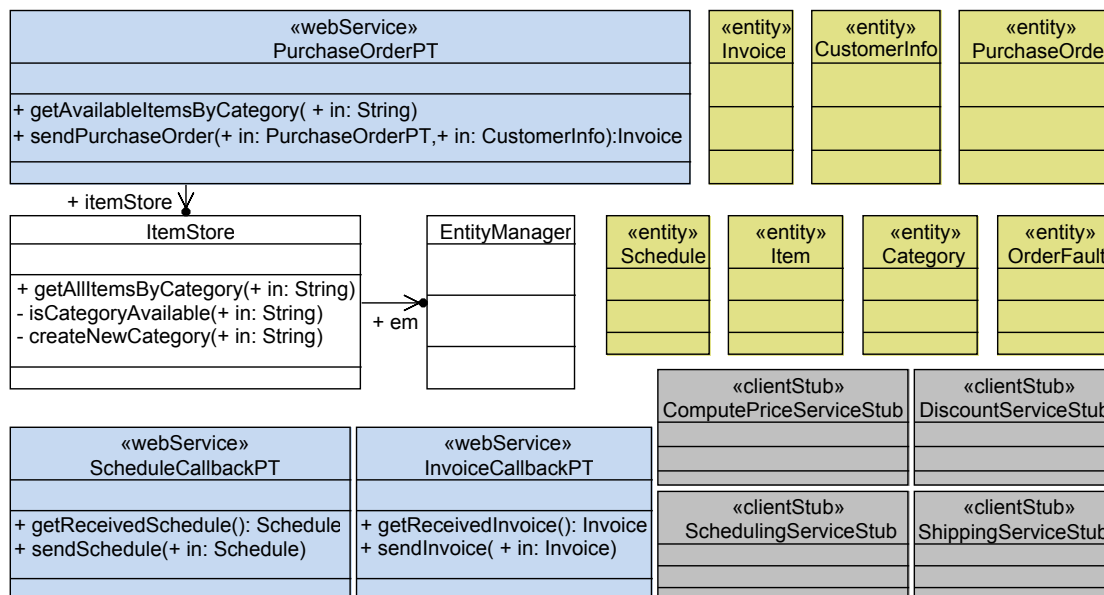 «webService»
PurchaseOrderPT
+ getAvailableItemsByCategory( + in: String)
+ sendPurchaseOrder(+ in: PurchaseOrderPT,+ in: CustomerInfo):Invoice
«entity»
Invoice
«entity»
CustomerInfo
«entity»
PurchaseOrder
+ itemStore
ItemStore
+ getAllItemsByCategory(+ in: String)
- isCategoryAvailable(+ in: String)
- createNewCategory(+ in: String)
+ em
EntityManager
«entity»
Schedule
«entity»
Item
«entity»
Category
«entity»
OrderFault
«clientStub»
ComputePriceServiceStub
«clientStub»
DiscountServiceStub
«webService»
ScheduleCallbackPT
+ getReceivedSchedule(): Schedule
+ sendSchedule(+ in: Schedule)
«webService»
InvoiceCallbackPT
+ getReceivedInvoice(): Invoice
+ sendInvoice( + in: Invoice)
«clientStub»
SchedulingServiceStub
«clientStub»
ShippingServiceStub